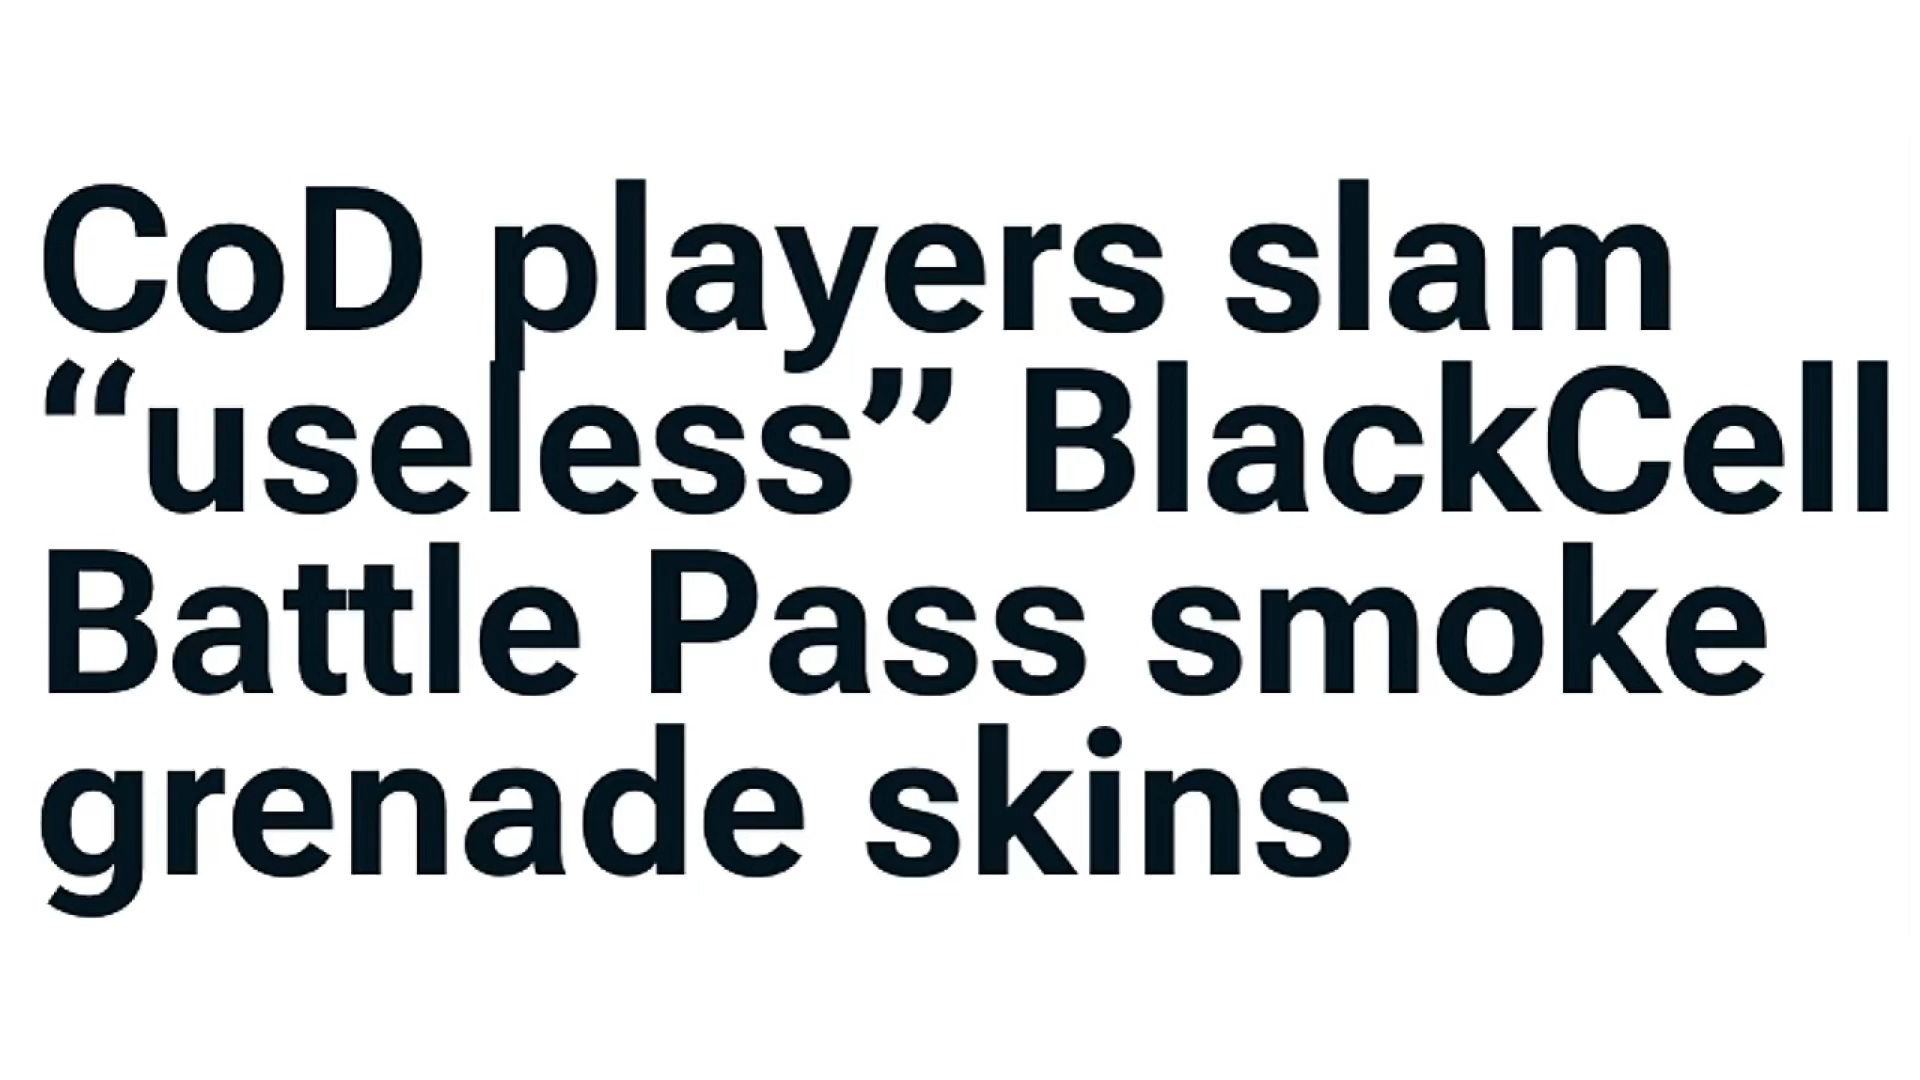 CoD players slam
“useless” BlackCell
Battle Pass smoke
grenade skins